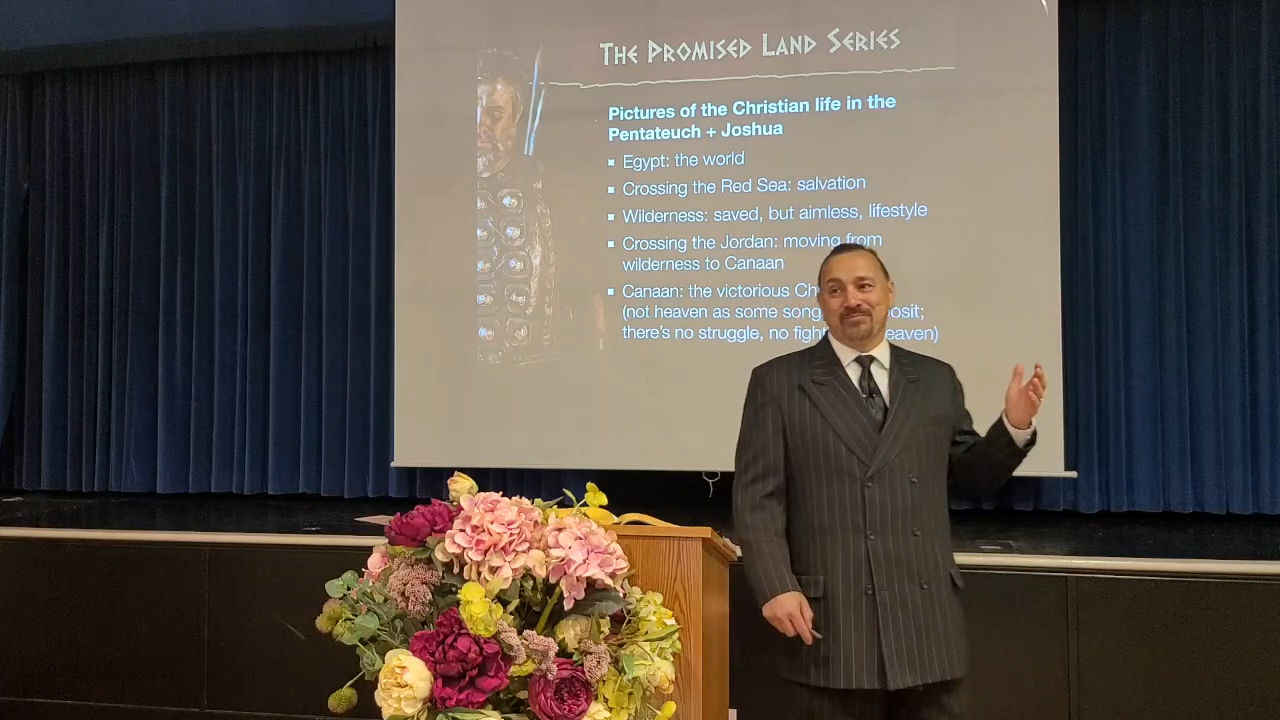 THE PROMISED LAND SERIES
Pictures of the Christian life in the
Pentateuch + Joshua
▪ Egypt: the world
▪ Crossing the Red Sea: salvation
▪ Wilderness: saved, but aimless, lifestyle
▪ Crossing the Jordan: moving from
wilderness to Canaan
▪ Canaan: the victorious
(not heaven as some
there's no struggle, no